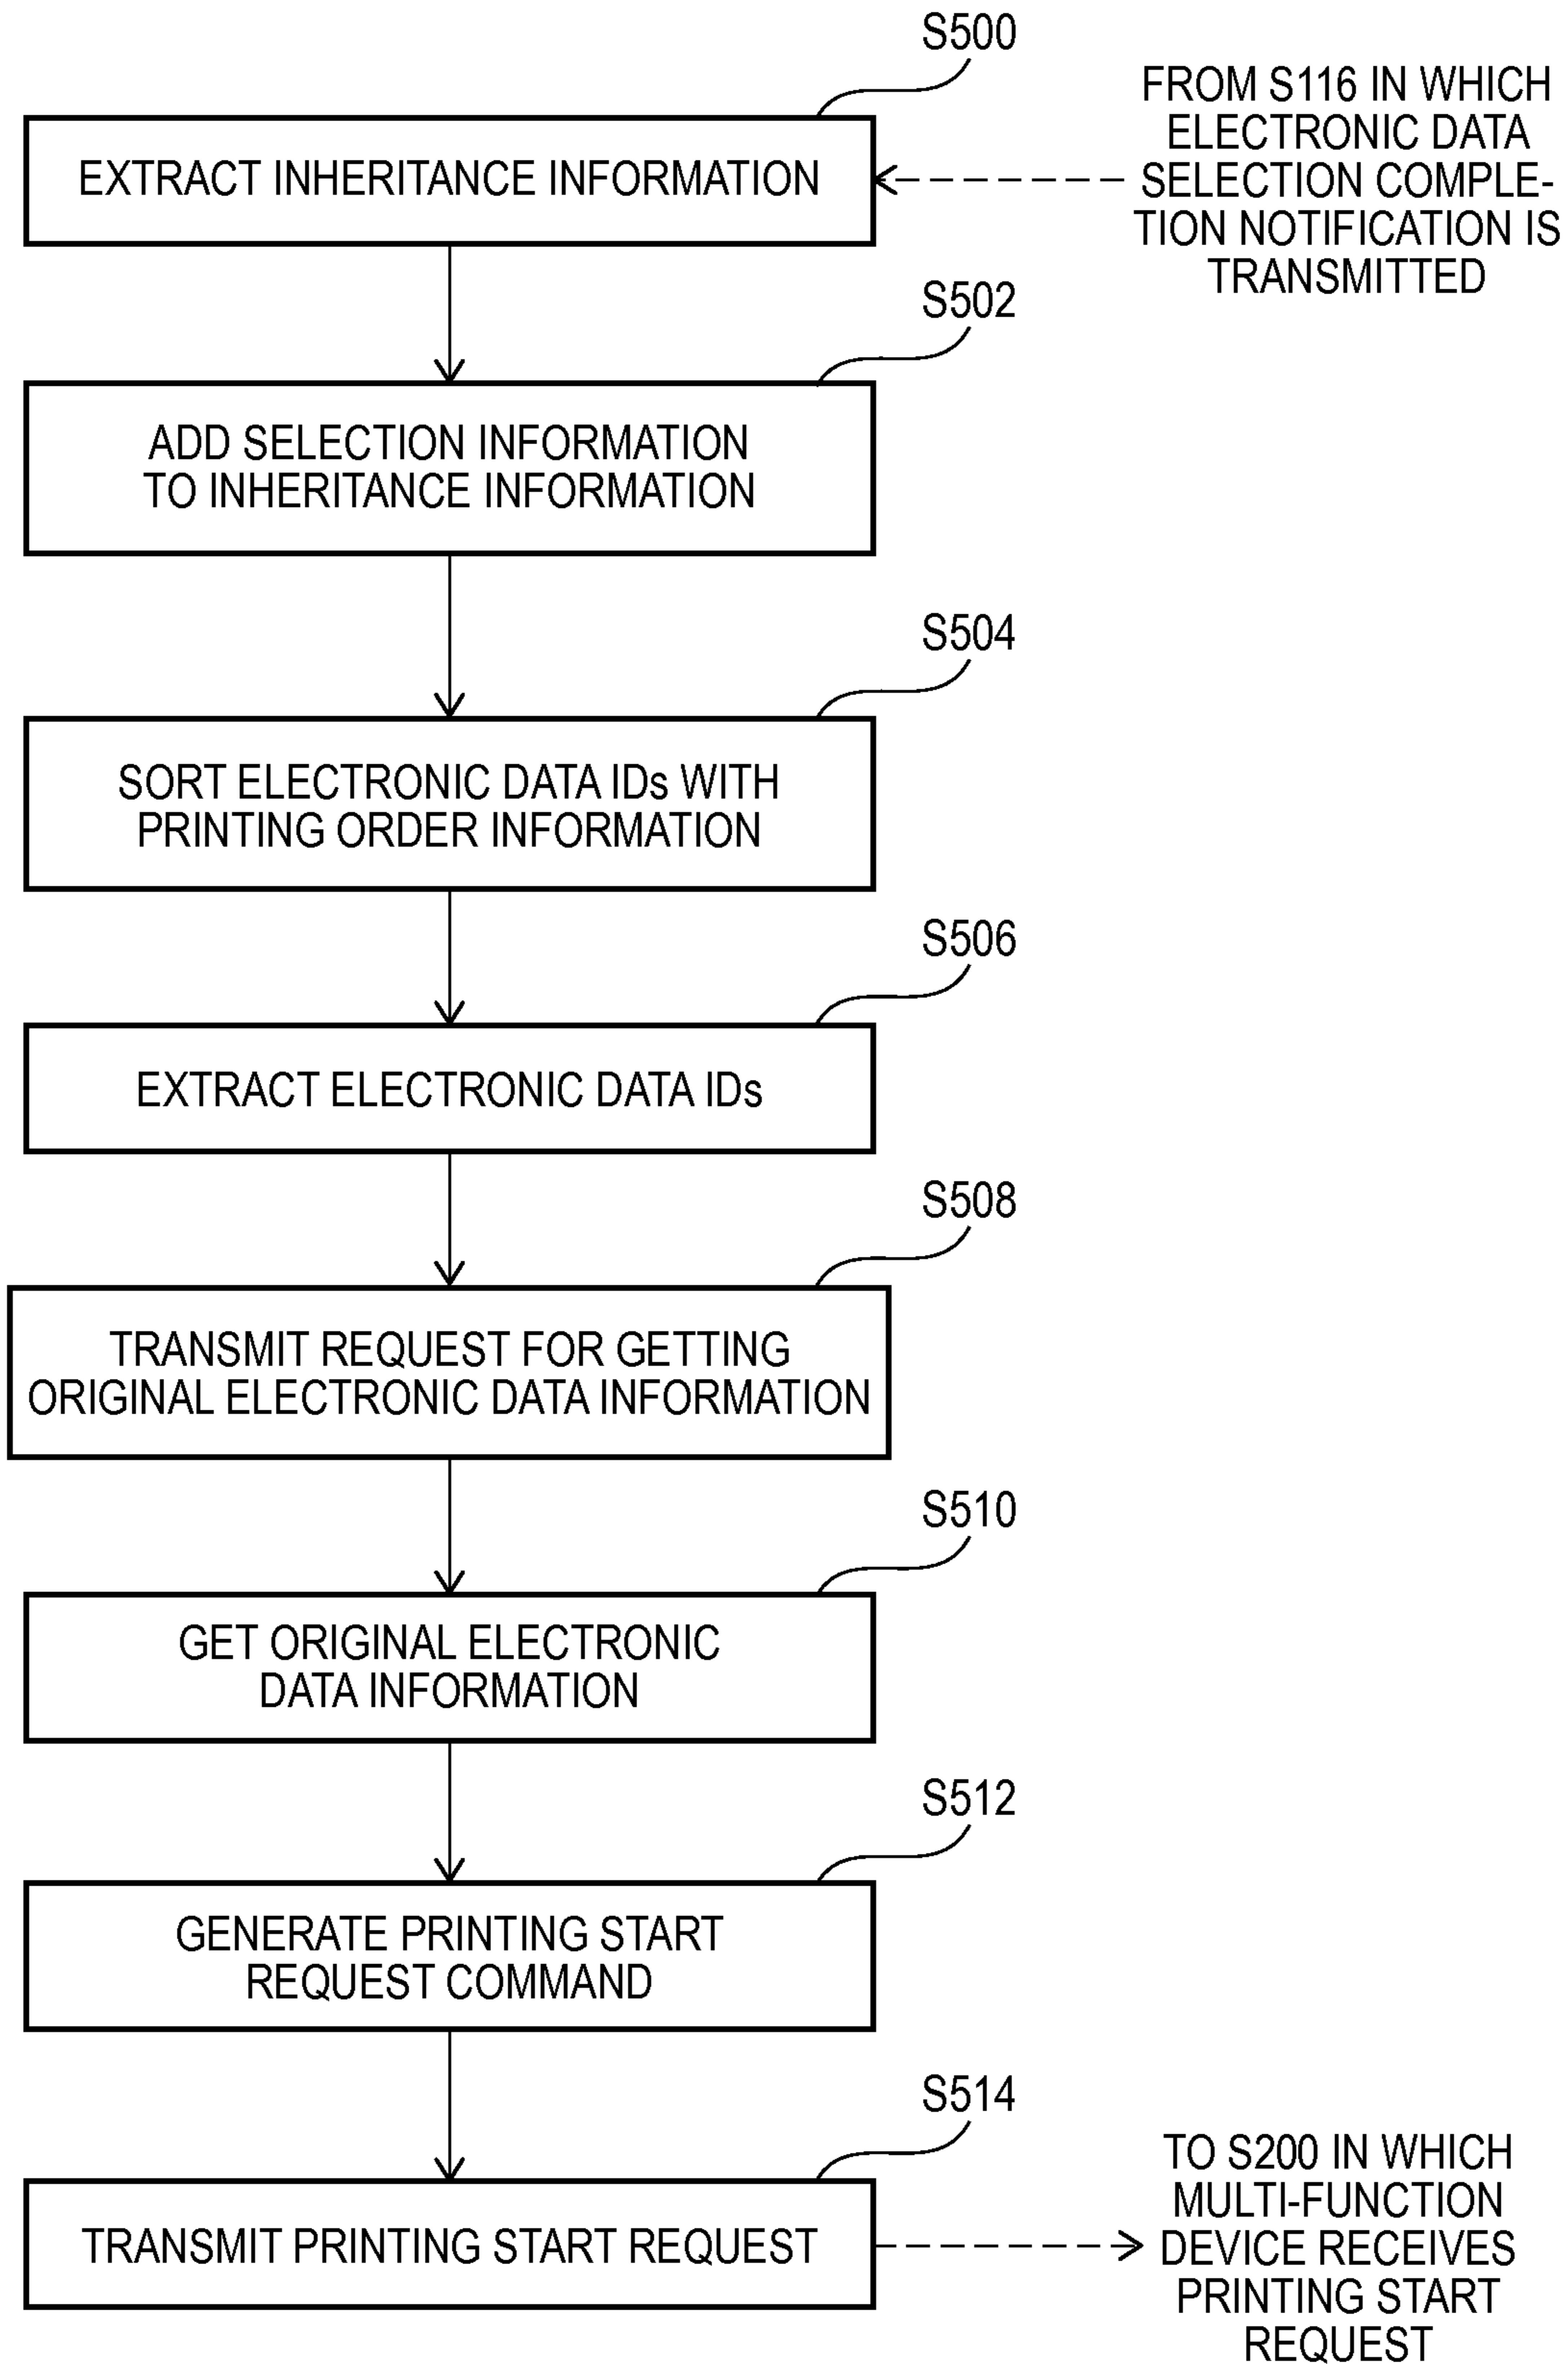 S500
FROM S116 IN WHICH
ELECTRONIC DATA
SELECTION COMPLE-
TION NOTIFICATION IS
TRANSMITTED
EXTRACT INHERITANCE INFORMATION
S502
ADD SELECTION INFORMATION
TO INHERITANCE INFORMATION
S504
SORT ELECTRONIC DATA IDs WITH
PRINTING ORDER INFORMATION
S506
EXTRACT ELECTRONIC DATA IDs
S508
TRANSMIT REQUEST FOR GETTING
ORIGINAL ELECTRONIC DATA INFORMATION
S510
GET ORIGINAL ELECTRONIC
DATA INFORMATION
S512
GENERATE PRINTING START
REQUEST COMMAND
S514
TRANSMIT PRINTING START REQUEST
TO S200 IN WHICH
MULTI-FUNCTION
DEVICE RECEIVES
PRINTING START
REQUEST